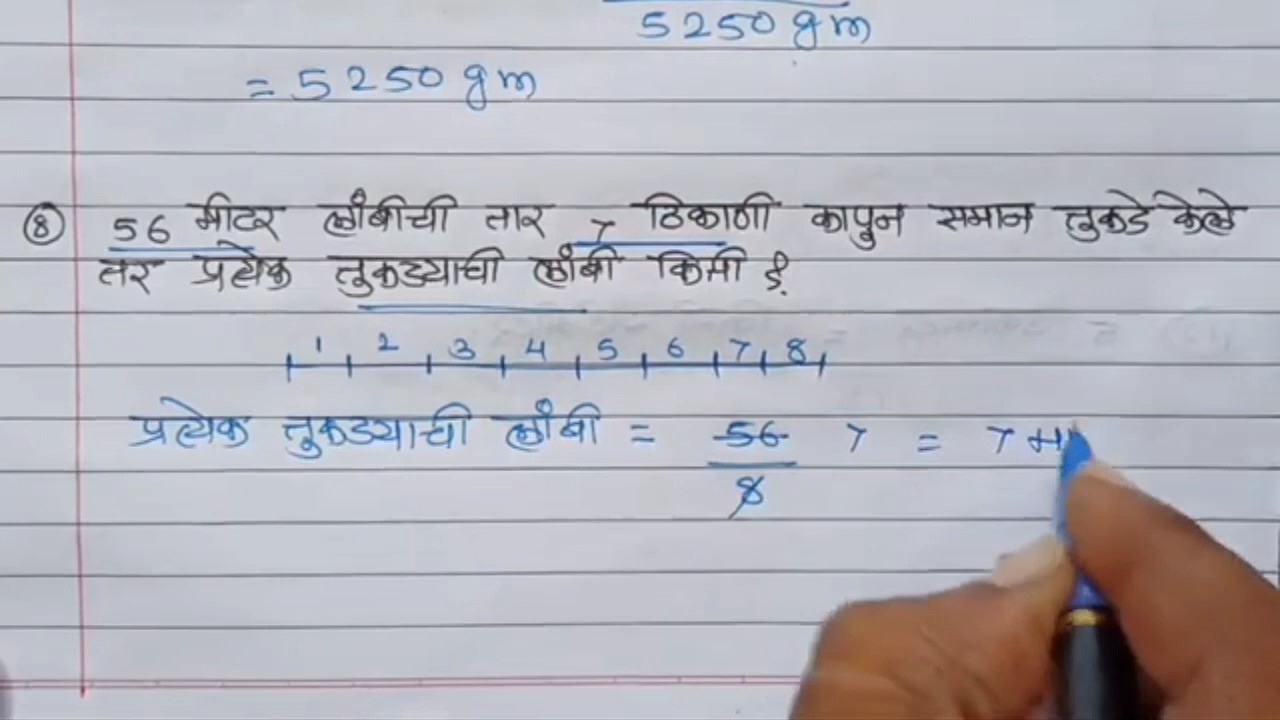 5250 gm
= 5250 gm
⑧ 56 मीटर लांबीची तार 7 ठिकाणी कापुन समान तुकडे केले
तर प्रत्येक तुकड्याची लांबी किती ?
1 2 3 4 5 6 7 8
प्रत्येक तुकड्याची लांबी = 56 7 = 7 मी
8